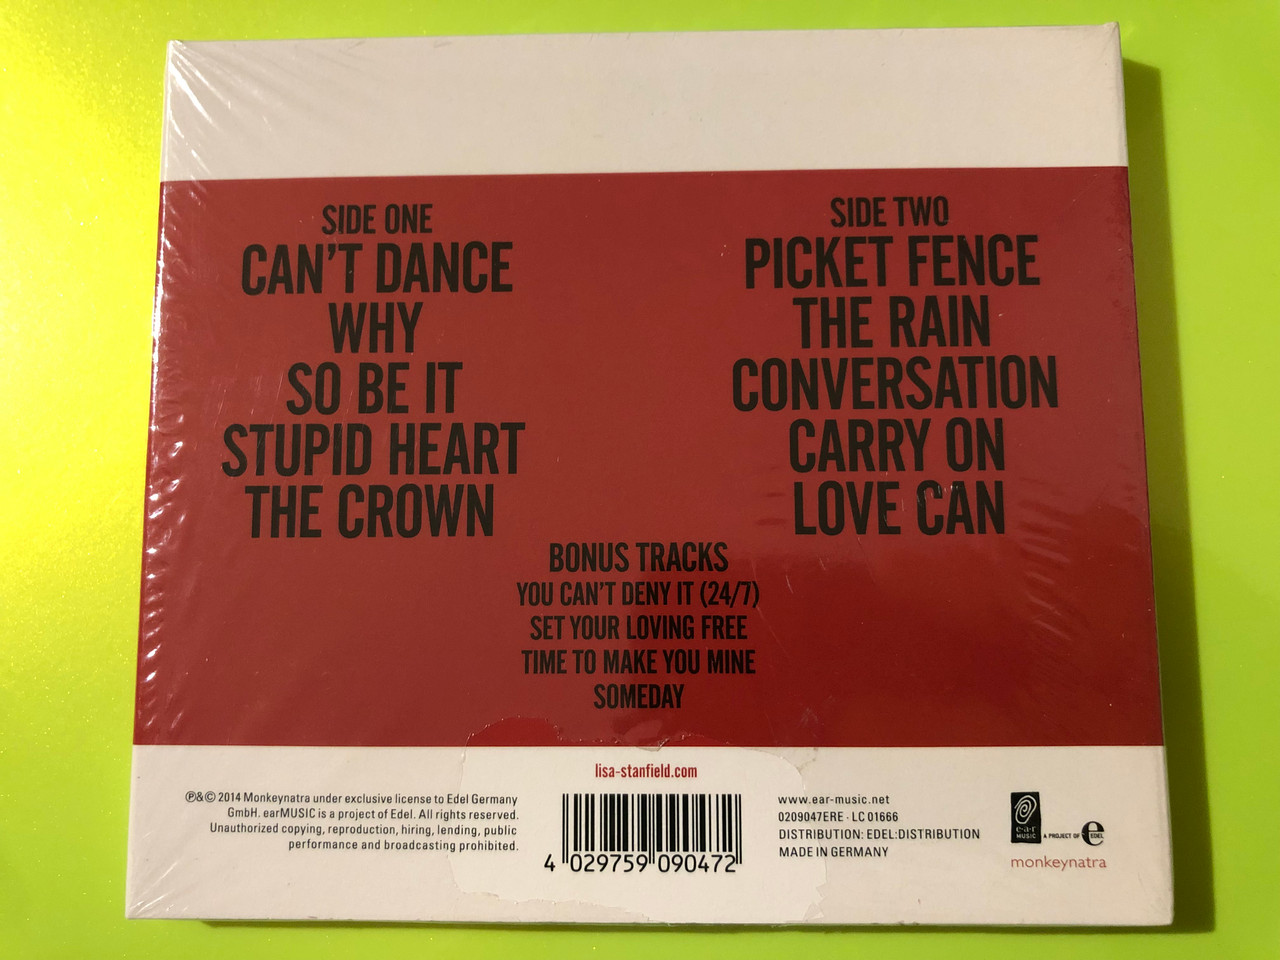 SIDE ONE
CAN'T DANCE
WHY
SO BE IT
STUPID HEART
THE CROWN
SIDE TWO
PICKET FENCE
THE RAIN
CONVERSATION
CARRY ON
LOVE CAN
BONUS TRACKS
YOU CAN'T DENY IT (24/7)
SET YOUR LOVING FREE
TIME TO MAKE YOU MINE
SOMEDAY
lisa-stanfield.com
℗&© 2014 Monkeynatra under exclusive license to Edel Germany
GmbH. earMUSIC is a project of Edel. All rights reserved.
Unauthorized copying, reproduction, hiring, lending, public
performance and broadcasting prohibited.
4 029759 090472
www.ear-music.net
0209047ERE · LC 01666
DISTRIBUTION: EDEL:DISTRIBUTION
MADE IN GERMANY
e·a·r
MUSIC
A PROJECT OF
EDEL
monkeynatra